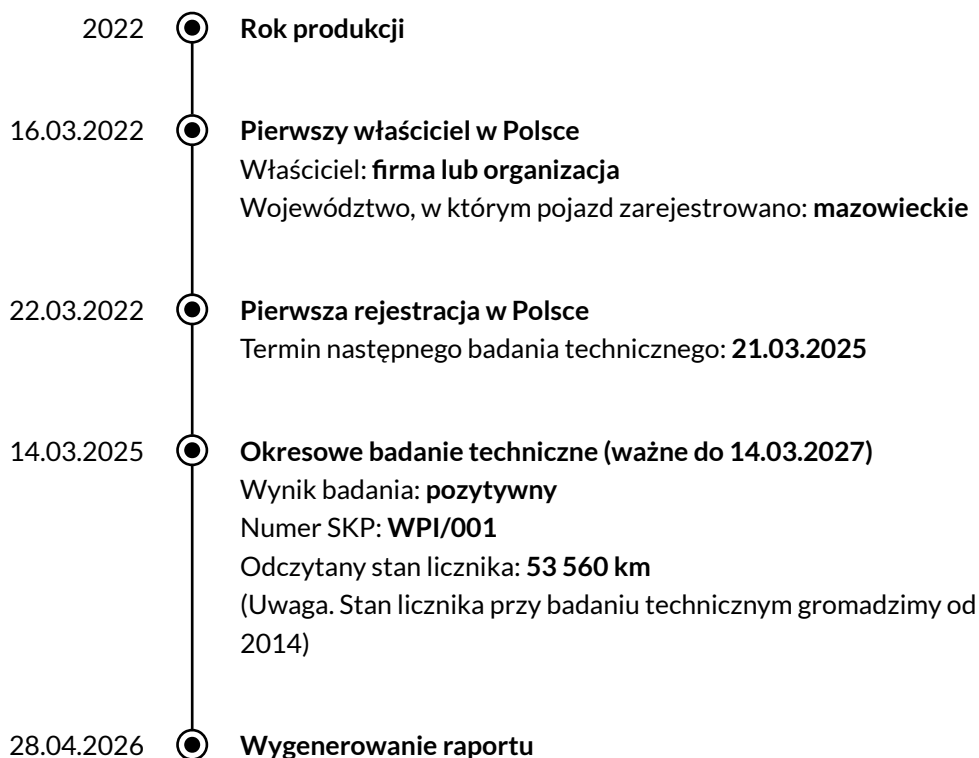 2022 Rok produkcji
16.03.2022 Pierwszy właściciel w Polsce
Właściciel: firma lub organizacja
Województwo, w którym pojazd zarejestrowano: mazowieckie
22.03.2022 Pierwsza rejestracja w Polsce
Termin następnego badania technicznego: 21.03.2025
14.03.2025 Okresowe badanie techniczne (ważne do 14.03.2027)
Wynik badania: pozytywny
Numer SKP: WPI/001
Odczytany stan licznika: 53 560 km
(Uwaga. Stan licznika przy badaniu technicznym gromadzimy od
2014)
28.04.2026 Wygenerowanie raportu